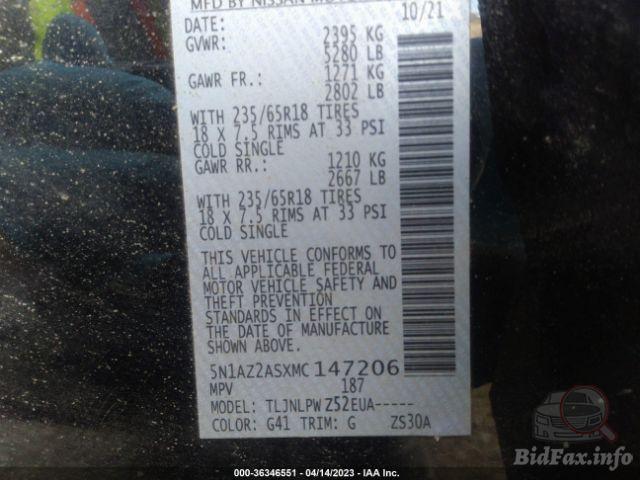 MFD BY NISSAN
DATE: 10/21
GVWR: 2395 KG
5280 LB
GAWR FR.: 1271 KG
2802 LB
WITH 235/65R18 TIRES
18 X 7.5 RIMS AT 33 PSI
COLD SINGLE
GAWR RR.: 1210 KG
2667 LB
WITH 235/65R18 TIRES
18 X 7.5 RIMS AT 33 PSI
COLD SINGLE
THIS VEHICLE CONFORMS TO
ALL APPLICABLE FEDERAL
MOTOR VEHICLE SAFETY AND
THEFT PREVENTION
STANDARDS IN EFFECT ON
THE DATE OF MANUFACTURE
SHOWN ABOVE.
5N1AZ2ASXMC147206
MPV 187
MODEL: TLJNLPW Z52EUA-----
COLOR: G41 TRIM: G ZS30A
000-36346551 - 04/14/2023 - IAA Inc.
BidFax.info